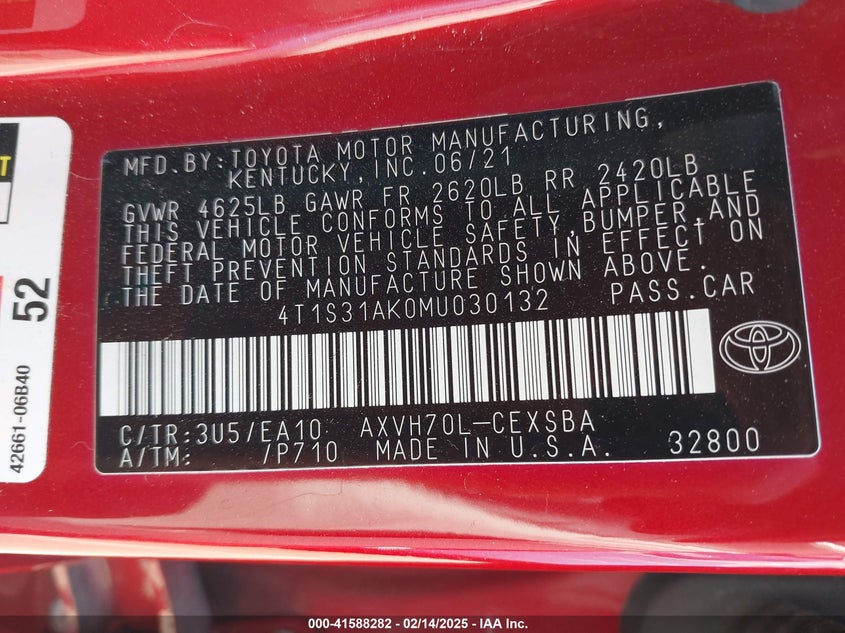 T
52
42661-06B40
MFD.BY:TOYOTA MOTOR MANUFACTURING,
KENTUCKY,INC.06/21
GVWR 4625LB GAWR FR 2620LB RR 2420LB
THIS VEHICLE CONFORMS TO ALL APPLICABLE
FEDERAL MOTOR VEHICLE SAFETY,BUMPER,AND
THEFT PREVENTION STANDARDS IN EFFECT ON
THE DATE OF MANUFACTURE SHOWN ABOVE.
4T1S31AK0MU030132 PASS.CAR
C/TR:3U5/EA10 AXVH70L-CEXSBA
A/TM: /P710 MADE IN U.S.A. 32800
000-41588282 - 02/14/2025 - IAA Inc.